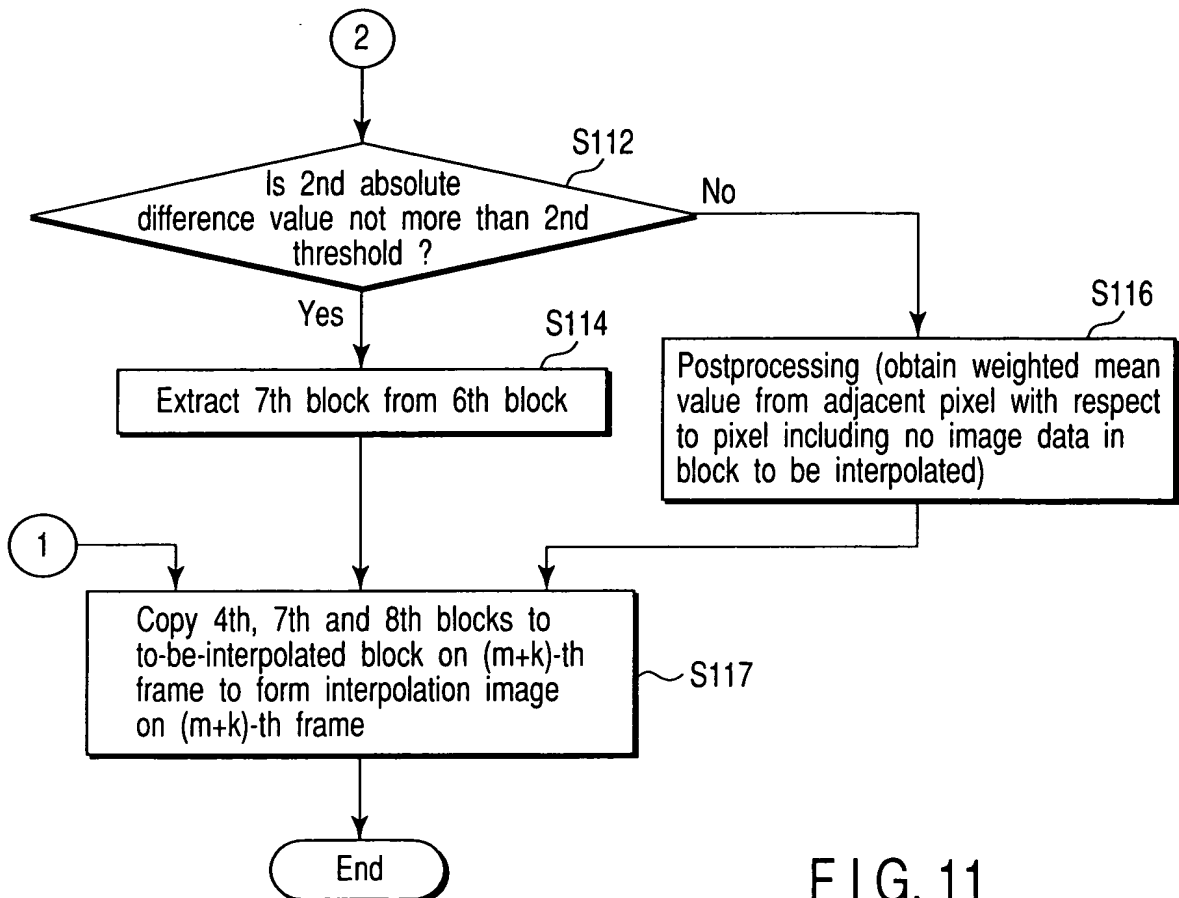 2
S112
Is 2nd absolute
difference value not more than 2nd
threshold ?
No
Yes
S114
Extract 7th block from 6th block
S116
Postprocessing (obtain weighted mean
value from adjacent pixel with respect
to pixel including no image data in
block to be interpolated)
1
Copy 4th, 7th and 8th blocks to
to-be-interpolated block on (m+k)-th
frame to form interpolation image
on (m+k)-th frame
S117
End
FIG. 11